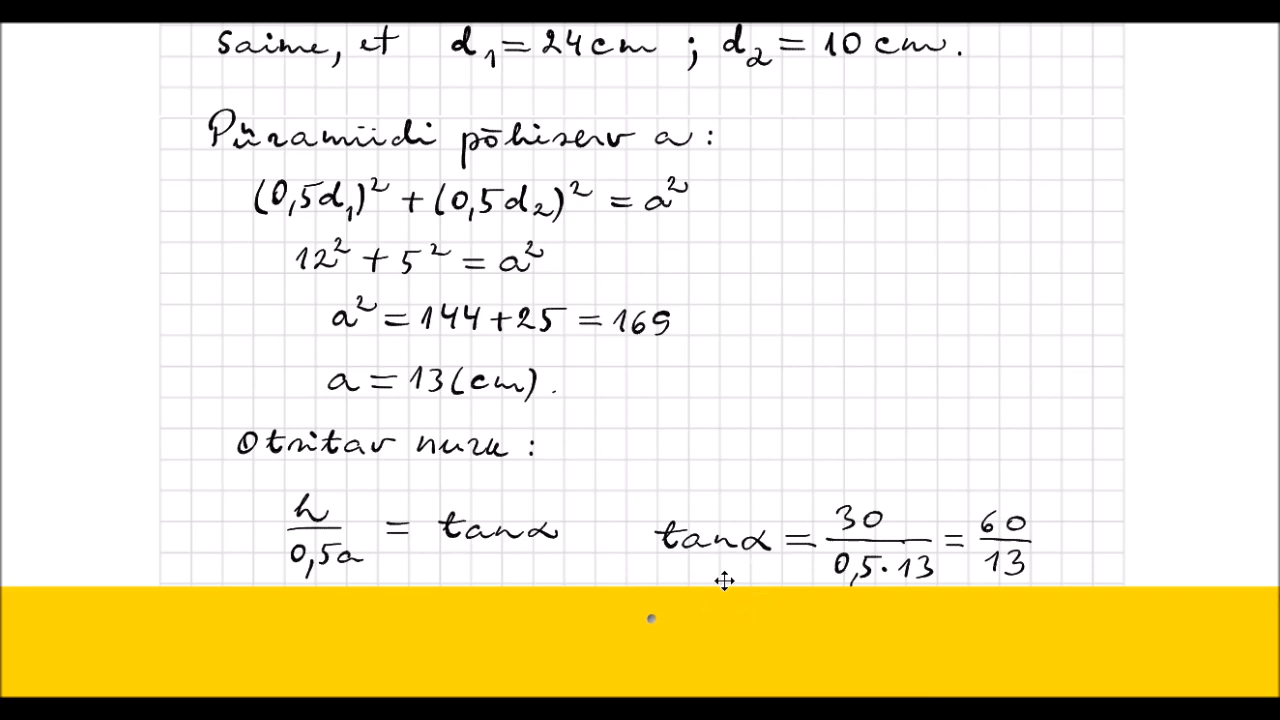 saime, et d₁ = 24 cm ; d₂ = 10 cm.
Püramiidi põhiserv a :
(0,5d₁)² + (0,5d₂)² = a²
12² + 5² = a²
a² = 144 + 25 = 169
a = 13 (cm).
Otsitav nurk :
h/0,5a = tanα tanα = 30/0,5·13 = 60/13